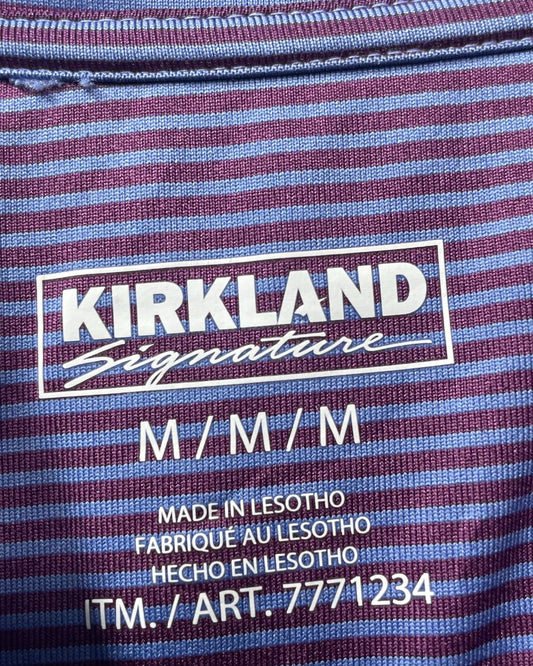 KIRKLAND
Signature
M / M / M
MADE IN LESOTHO
FABRIQUÉ AU LESOTHO
HECHO EN LESOTHO
ITM. / ART. 7771234